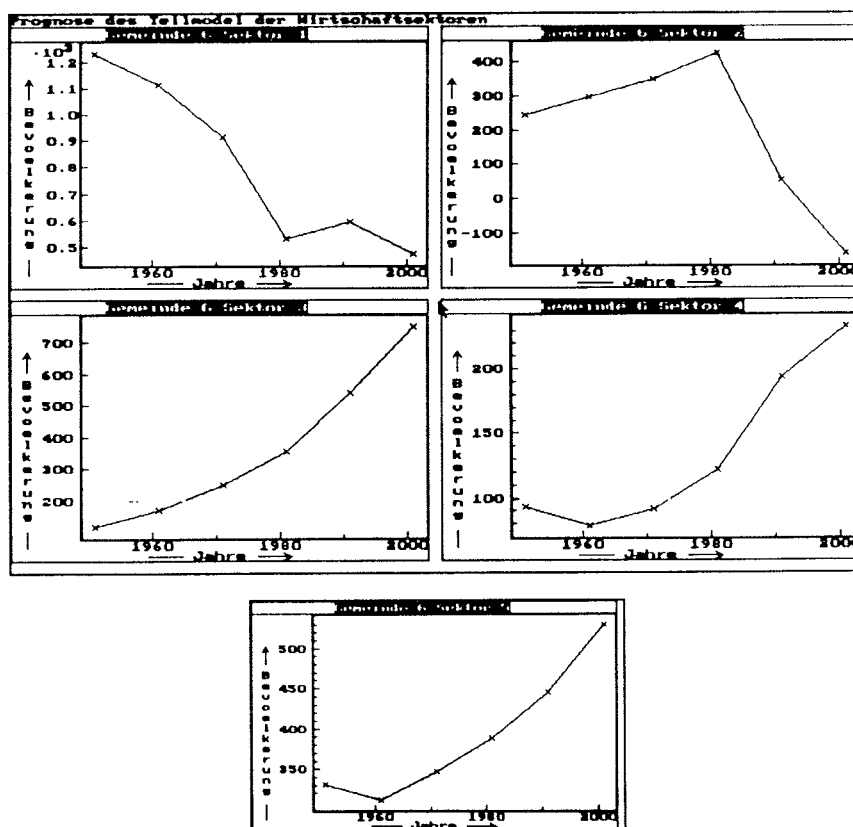 Prognose des Yellmodel der Wirtschaftsektoren
Gemeinde 6 Sektor 1
·10³
1.2
1.1
1.0
0.9
0.8
0.7
0.6
0.5
Bevoelkerung
1960 1980 2000
Jahre
Gemeinde 6 Sektor 2
400
300
200
100
0
-100
Bevoelkerung
1960 1980 2000
Jahre
Gemeinde 6 Sektor 3
700
600
500
400
300
200
Bevoelkerung
1960 1980 2000
Jahre
Gemeinde 6 Sektor 4
200
150
100
Bevoelkerung
1960 1980 2000
Jahre
Gemeinde 6 Sektor 5
500
450
400
350
Bevoelkerung
1960 1980 2000
Jahre